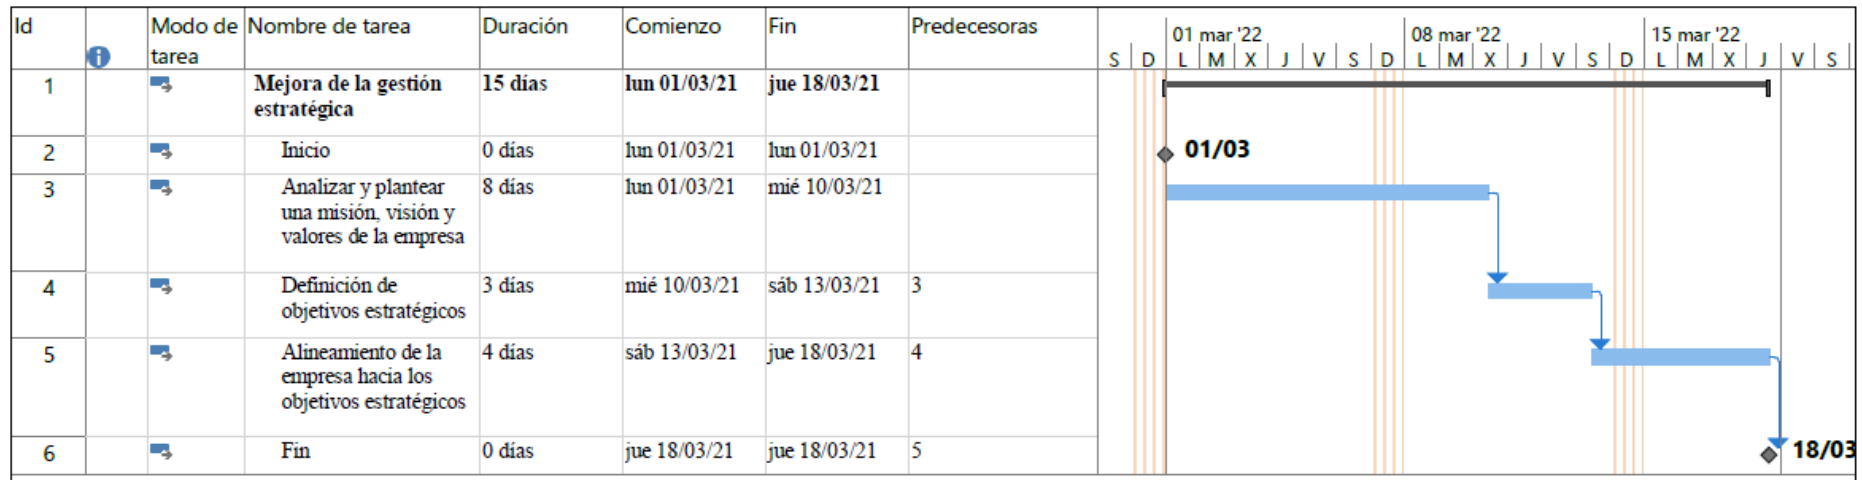 Id Modo de tarea Nombre de tarea Duración Comienzo Fin Predecesoras
01 mar '22 08 mar '22 15 mar '22
S D L M X J V S D L M X J V S D L M X J V S
1 Mejora de la gestión estratégica 15 días lun 01/03/21 jue 18/03/21
2 Inicio 0 días lun 01/03/21 lun 01/03/21 01/03
3 Analizar y plantear una misión, visión y valores de la empresa 8 días lun 01/03/21 mié 10/03/21
4 Definición de objetivos estratégicos 3 días mié 10/03/21 sáb 13/03/21 3
5 Alineamiento de la empresa hacia los objetivos estratégicos 4 días sáb 13/03/21 jue 18/03/21 4
6 Fin 0 días jue 18/03/21 jue 18/03/21 5 18/03